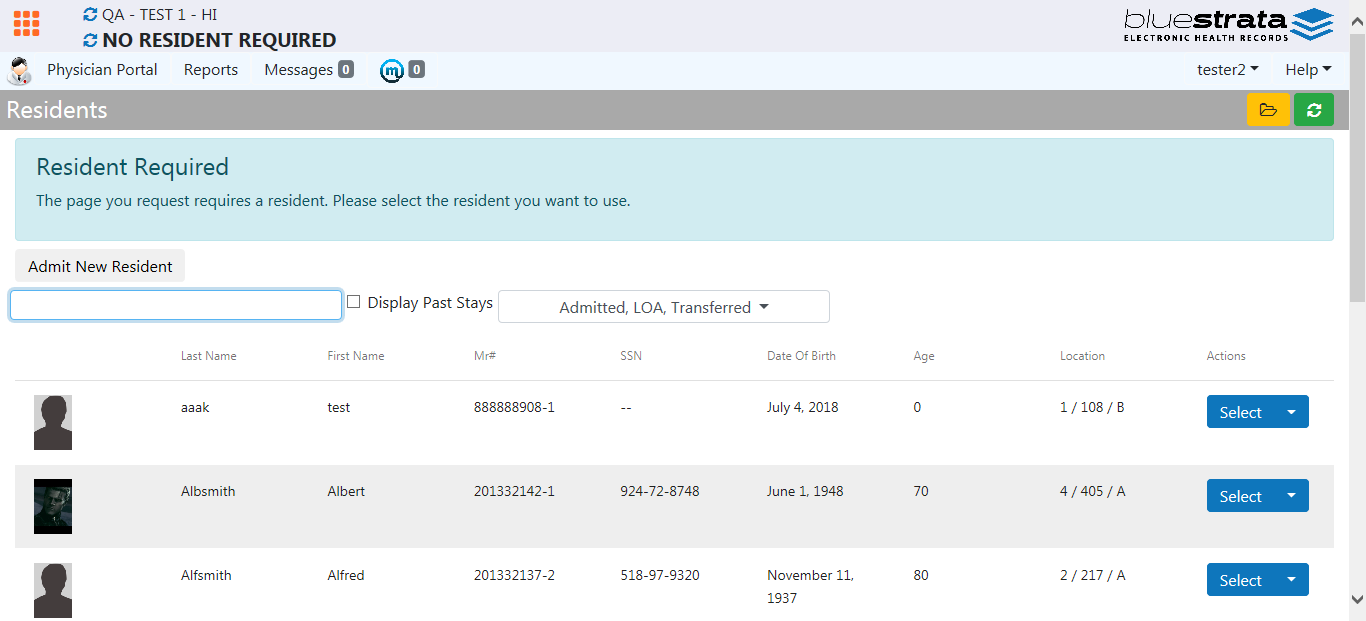 QA - TEST 1 - HI
NO RESIDENT REQUIRED
bluestrata
ELECTRONIC HEALTH RECORDS
Physician Portal Reports Messages 0 m 0 tester2 Help
Residents
Resident Required
The page you request requires a resident. Please select the resident you want to use.
Admit New Resident
Display Past Stays Admitted, LOA, Transferred
Last Name First Name Mr# SSN Date Of Birth Age Location Actions
aaak test 888888908-1 -- July 4, 2018 0 1 / 108 / B Select
Albsmith Albert 201332142-1 924-72-8748 June 1, 1948 70 4 / 405 / A Select
Alfsmith Alfred 201332137-2 518-97-9320 November 11, 80 2 / 217 / A Select
1937